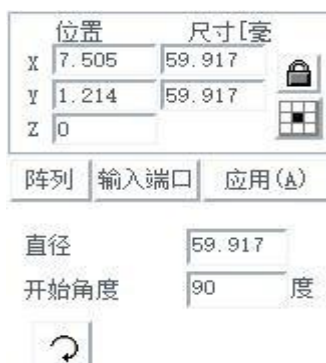 位置 尺寸[毫
X 7.505 59.917
Y 1.214 59.917
Z 0
阵列 输入端口 应用(A)
直径 59.917
开始角度 90 度